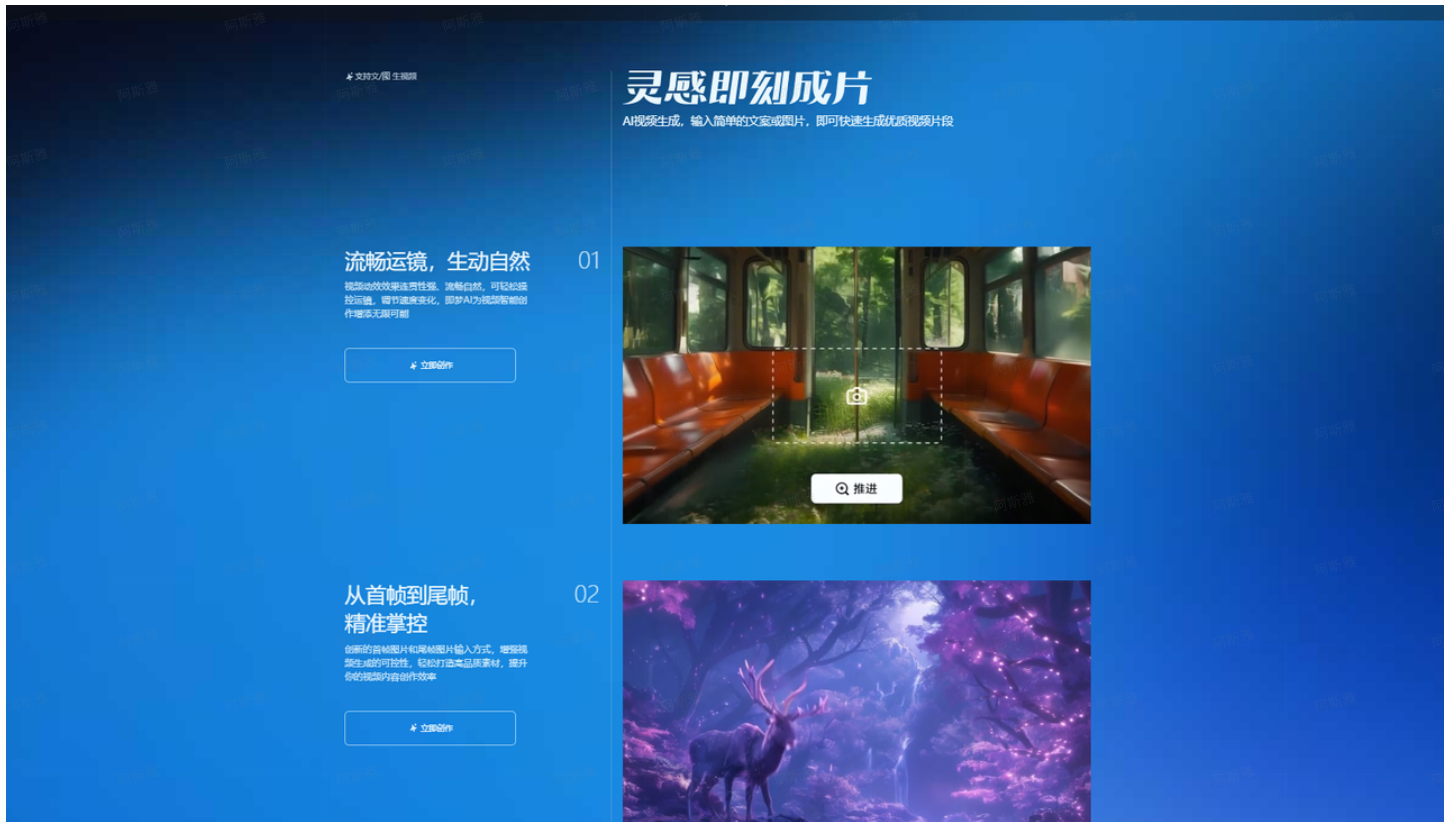 支持文/图 生视频
灵感即刻成片
AI视频生成，输入简单的文案或图片，即可快速生成优质视频片段
流畅运镜，生动自然
01
视频动效效果连贯性强、流畅自然，可轻松操
控运镜，调节速度变化，即梦AI为视频智能创
作增添无限可能
立即创作
推进
从首帧到尾帧，
精准掌控
02
创新的首帧图片和尾帧图片输入方式，增强视
频生成的可控性，轻松打造高品质素材，提升
你的视频内容创作效率
立即创作
阿斯雅